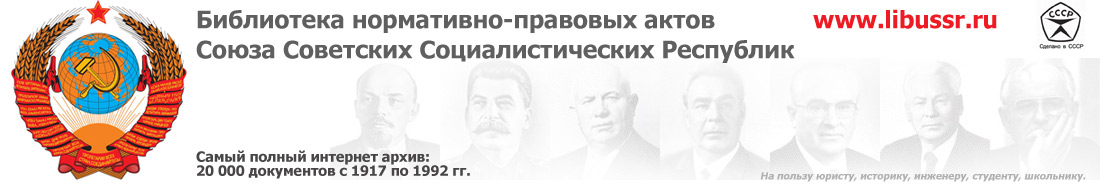 Библиотека нормативно-правовых актов
Союза Советских Социалистических Республик
www.libussr.ru
СССР
Сделано в СССР
Самый полный интернет архив:
20 000 документов с 1917 по 1992 гг.
На пользу юристу, историку, инженеру, студенту, школьнику.